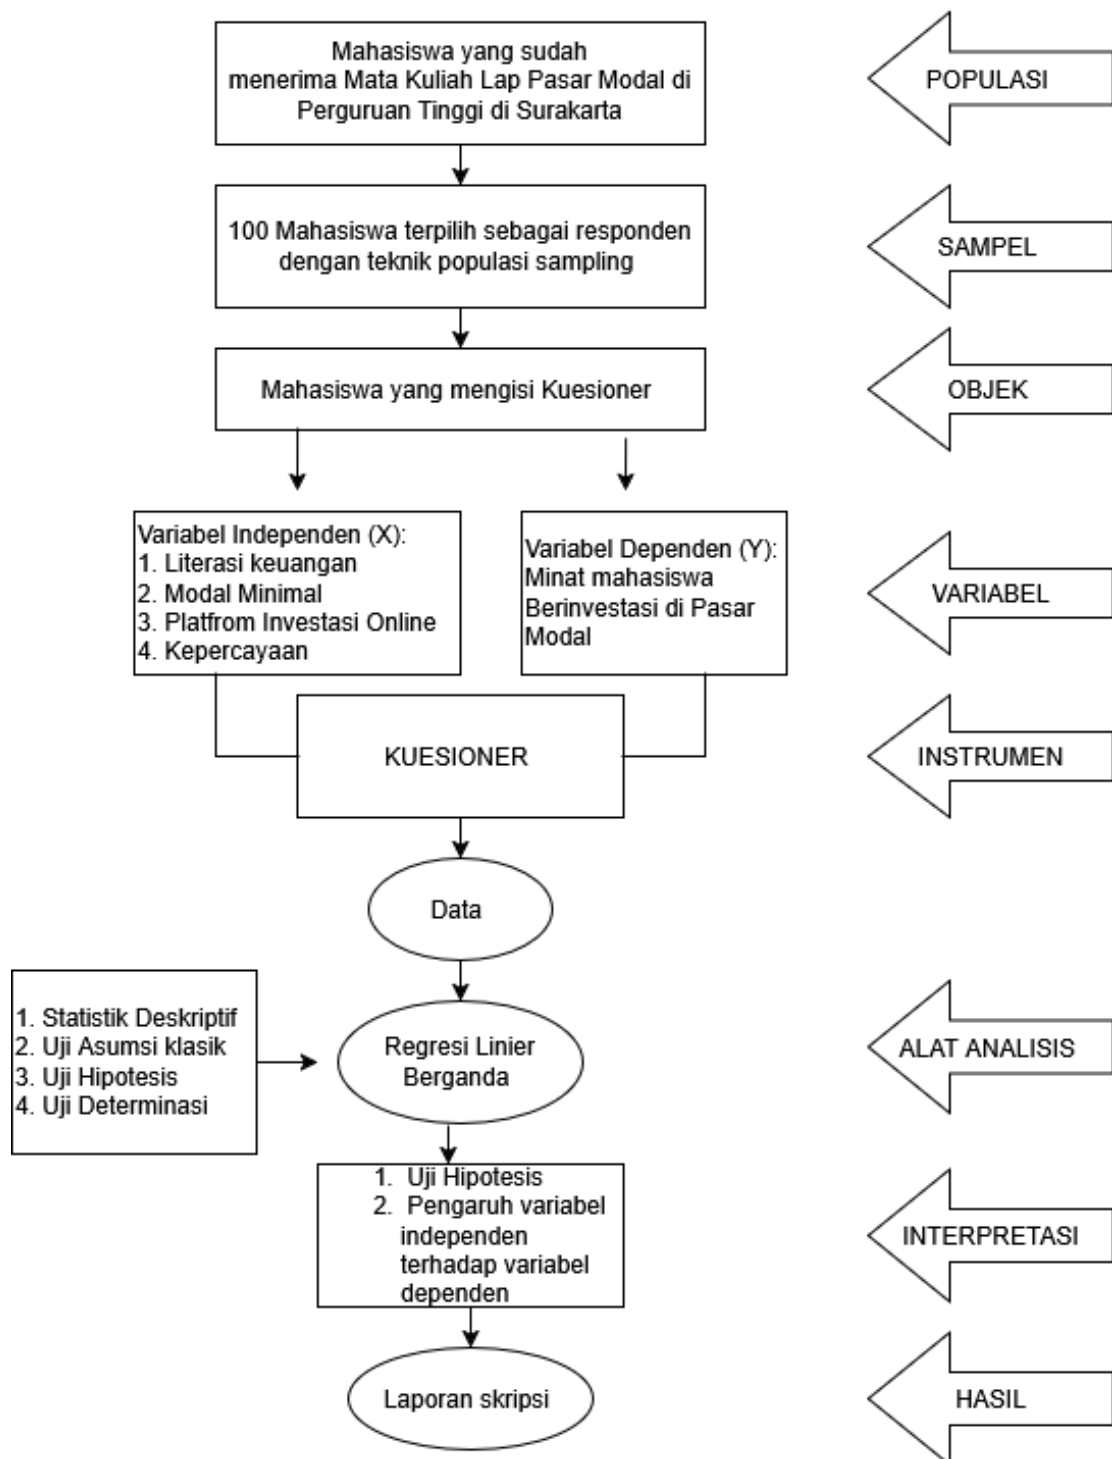 Mahasiswa yang sudah
menerima Mata Kuliah Lap Pasar Modal di
Perguruan Tinggi di Surakarta
POPULASI
100 Mahasiswa terpilih sebagai responden
dengan teknik populasi sampling
SAMPEL
Mahasiswa yang mengisi Kuesioner
OBJEK
Variabel Independen (X):
1. Literasi keuangan
2. Modal Minimal
3. Platfrom Investasi Online
4. Kepercayaan
Variabel Dependen (Y):
Minat mahasiswa
Berinvestasi di Pasar
Modal
VARIABEL
KUESIONER
INSTRUMEN
Data
1. Statistik Deskriptif
2. Uji Asumsi klasik
3. Uji Hipotesis
4. Uji Determinasi
Regresi Linier
Berganda
ALAT ANALISIS
1. Uji Hipotesis
2. Pengaruh variabel
independen
terhadap variabel
dependen
INTERPRETASI
Laporan skripsi
HASIL